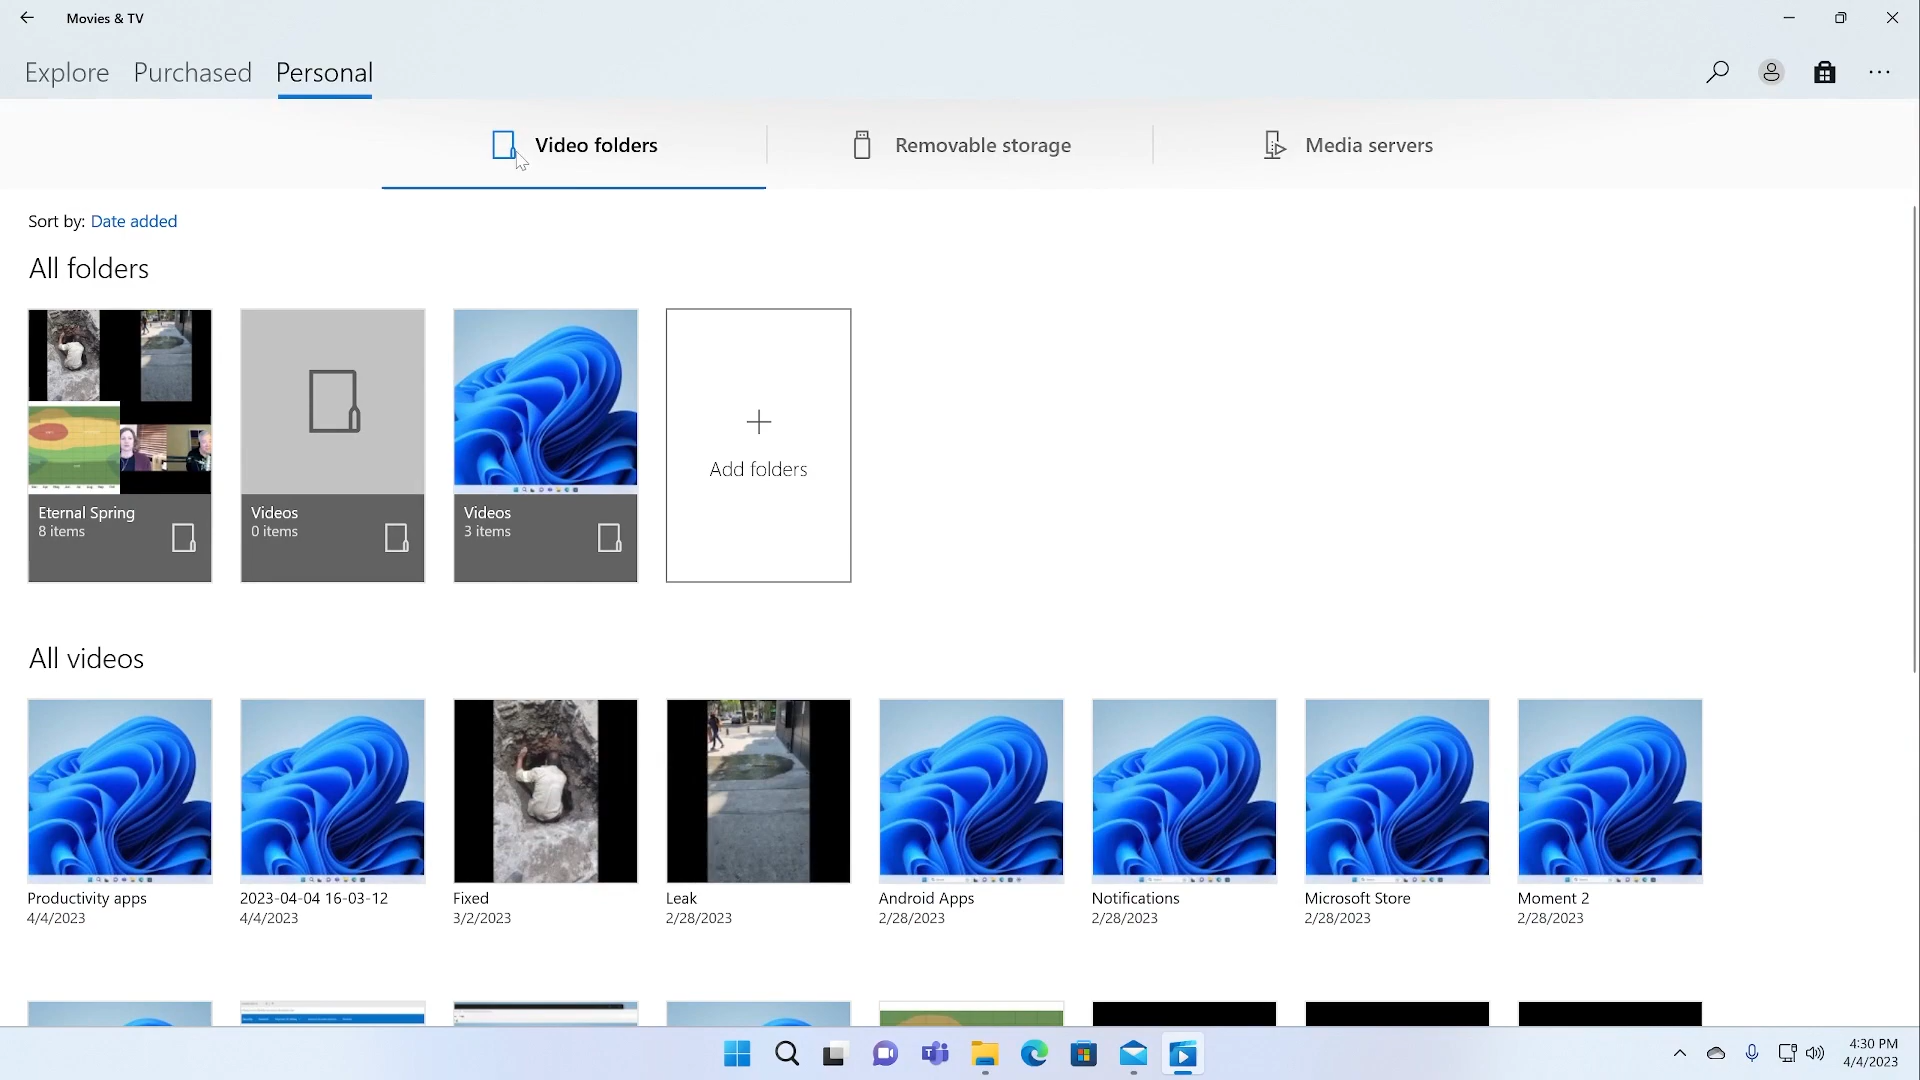 Movies & TV
Explore Purchased Personal
Video folders
Removable storage
Media servers
Sort by: Date added
All folders
Eternal Spring
8 items
Videos
0 items
Videos
3 items
Add folders
All videos
Productivity apps
4/4/2023
2023-04-04 16-03-12
4/4/2023
Fixed
3/2/2023
Leak
2/28/2023
Android Apps
2/28/2023
Notifications
2/28/2023
Microsoft Store
2/28/2023
Moment 2
2/28/2023
4:30 PM
4/4/2023